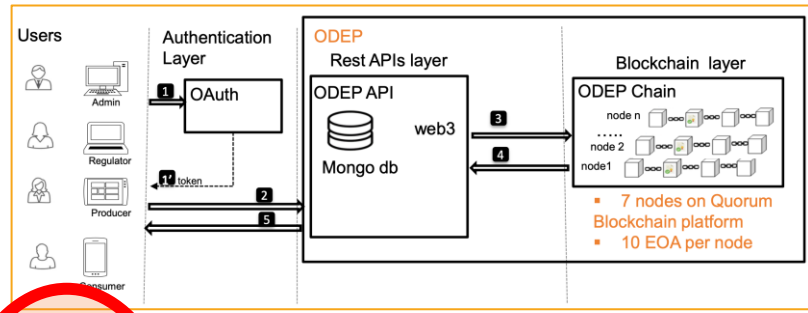 Users
Authentication
Layer
ODEP
Rest APIs layer
Blockchain layer
Admin
1
OAuth
ODEP API
web3
Mongo db
3
4
ODEP Chain
node n
.....
node 2
node1
Regulator
1' token
Producer
2
5
Consumer
▪ 7 nodes on Quorum
Blockchain platform
▪ 10 EOA per node